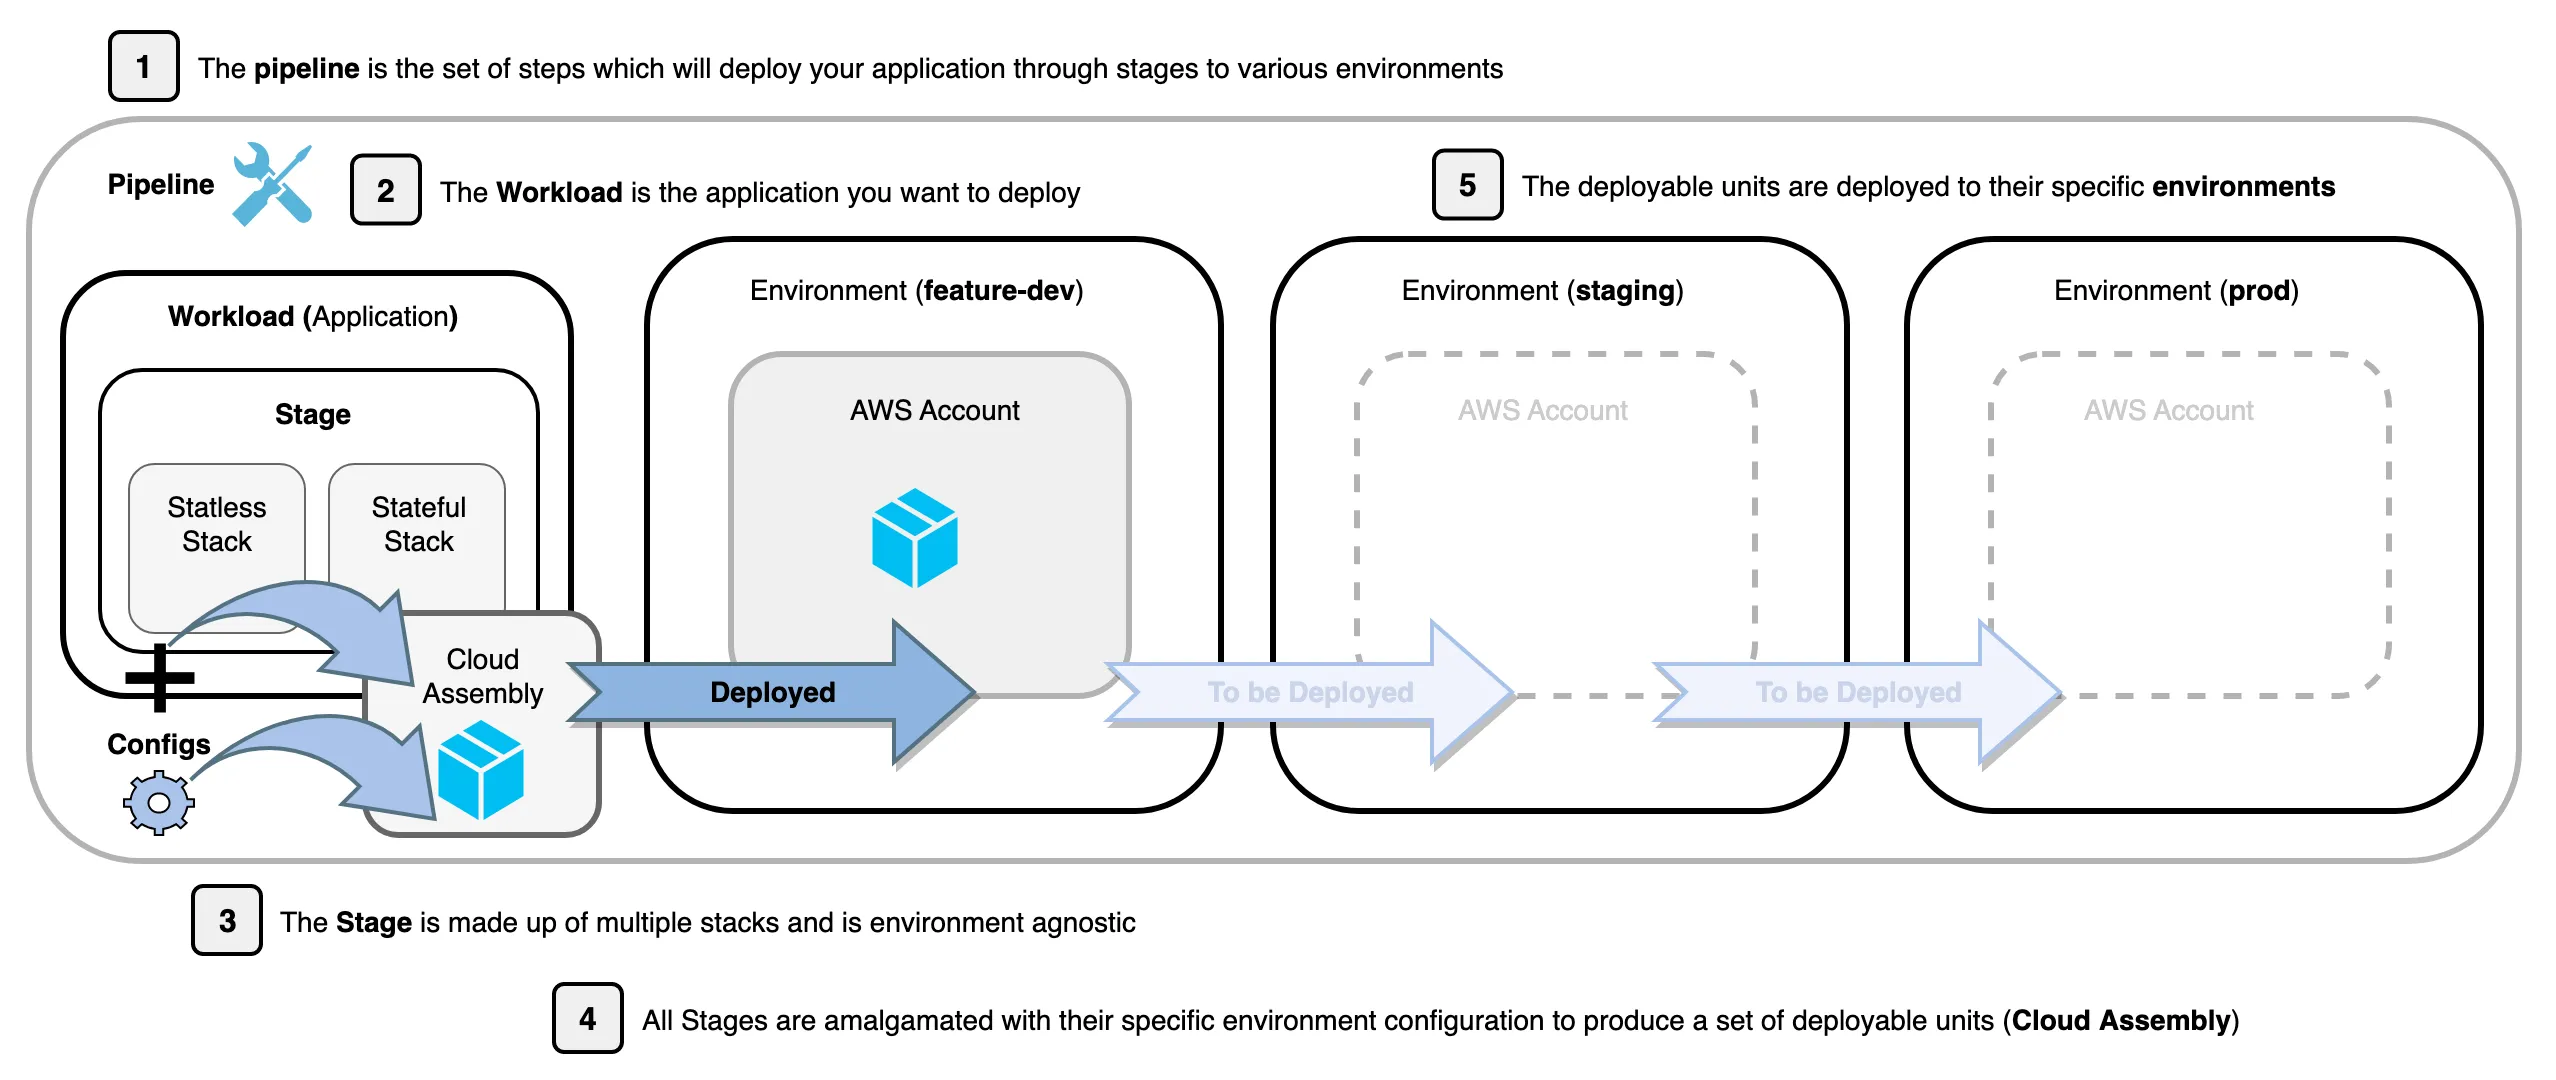 1
The pipeline is the set of steps which will deploy your application through stages to various environments
Pipeline
2
The Workload is the application you want to deploy
5
The deployable units are deployed to their specific environments
Workload (Application)
Stage
Statless
Stack
Stateful
Stack
Configs
Cloud
Assembly
Environment (feature-dev)
AWS Account
Deployed
Environment (staging)
AWS Account
To be Deployed
Environment (prod)
AWS Account
To be Deployed
3
The Stage is made up of multiple stacks and is environment agnostic
4
All Stages are amalgamated with their specific environment configuration to produce a set of deployable units (Cloud Assembly)